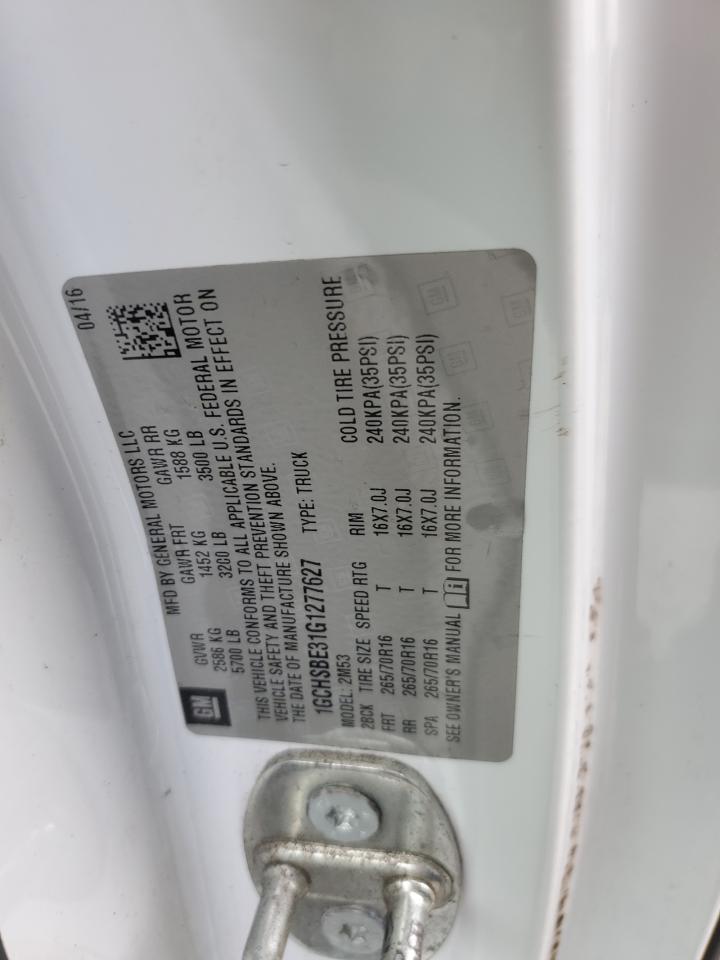 04/16
MFD BY GENERAL MOTORS LLC
GM
GVWR GAWR FRT GAWR RR
2586 KG 1452 KG 1588 KG
5700 LB 3200 LB 3500 LB
THIS VEHICLE CONFORMS TO ALL APPLICABLE U.S. FEDERAL MOTOR
VEHICLE SAFETY AND THEFT PREVENTION STANDARDS IN EFFECT ON
THE DATE OF MANUFACTURE SHOWN ABOVE.
1GCHSBE31G1277627 TYPE: TRUCK
MODEL: 2M53
2BCK TIRE SIZE SPEED RTG RIM COLD TIRE PRESSURE
FRT 265/70R16 T 16X7.0J 240KPA(35PSI)
RR 265/70R16 T 16X7.0J 240KPA(35PSI)
SPA 265/70R16 T 16X7.0J 240KPA(35PSI)
SEE OWNER'S MANUAL FOR MORE INFORMATION.